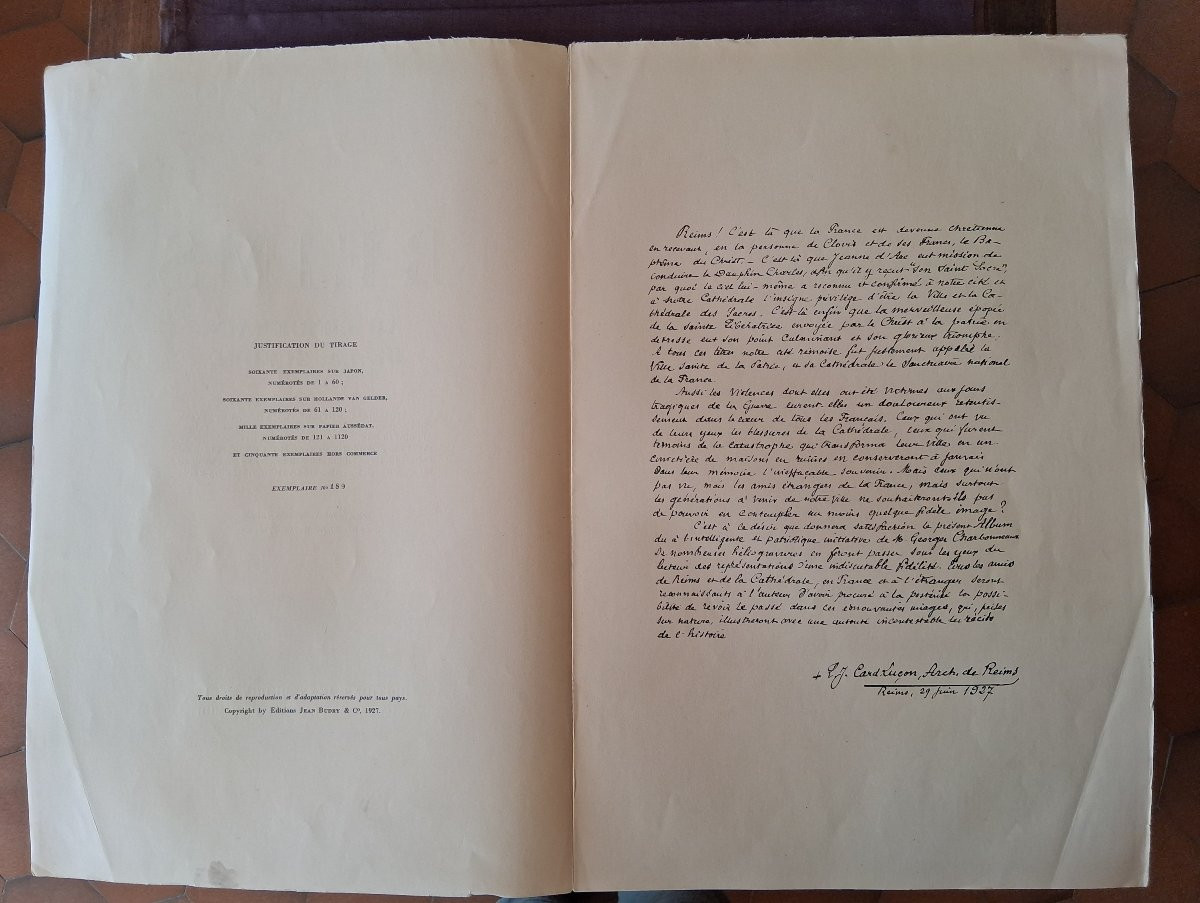 JUSTIFICATION DU TIRAGE
SOIXANTE EXEMPLAIRES SUR JAPON,
NUMÉROTÉS DE 1 A 60 ;
SOIXANTE EXEMPLAIRES SUR HOLLANDE VAN GELDER,
NUMÉROTÉS DE 61 A 120 ;
MILLE EXEMPLAIRES SUR PAPIER AUSSÉDAT,
NUMÉROTÉS DE 121 A 1120
ET CINQUANTE EXEMPLAIRES HORS COMMERCE
EXEMPLAIRE No 189
Tous droits de reproduction et d'adaptation réservés pour tous pays.
Copyright by Editions JEAN BUDRY & Co, 1927.
Reims ! C'est là que la France est devenue chrétienne
en recevant, en la personne de Clovis et de ses Francs, le Ba-
ptême du Christ – C'est là que Jeanne d'Arc eut mission de
conduire le Dauphin Charles, afin qu'il y reçut "son Saint Sacre",
par quoi le ciel lui-même a reconnu et confirmé à notre cité et
à notre Cathédrale l'insigne privilège d'être la Ville et la Ca-
thédrale des Sacres. C'est là enfin que la merveilleuse épopée
de la Sainte Libératrice envoyée par le Christ à la patrie en
détresse eut son point culminant et son glorieux triomphe.
À tous ces titres notre cité rémoise fut justement appelée la
Ville Sainte de la Patrie, et sa Cathédrale le Sanctuaire national
de la France.
Aussi les violences dont elles ont été victimes aux jours
tragiques de la Guerre eurent elles un douloureux retentis-
sement dans le cœur de tous les Français. Ceux qui ont vu
de leurs yeux les blessures de la Cathédrale, ceux qui furent
témoins de la catastrophe qui transforma leur Ville en un
cimetière de maisons en ruines en conserveront à jamais
dans leur mémoire l'ineffaçable souvenir. Mais ceux qui n'ont
pas vu, mais les amis étrangers de la France, mais surtout
les générations à venir de notre Ville ne souhaiteront ils pas
de pouvoir en contempler au moins quelque fidèle image ?
C'est à ce désir que donnera satisfaction le présent Album
du à l'intelligente et patriotique initiative de M. Georges Charbonneaux
De nombreuses héliogravures en feront passer sous les yeux du
lecteur des représentations d'une indiscutable fidélité. Tous les amis
de Reims et de la Cathédrale, en France et à l'étranger seront
reconnaissants à l'auteur d'avoir procuré à la postérité la possi-
bilité de revoir le passé dans ces émouvantes images, qui, prises
sur nature, illustreront avec une autorité incontestable les récits
de l'histoire
+ L. J. Card Luçon, Arch. de Reims
Reims, 29 juin 1927